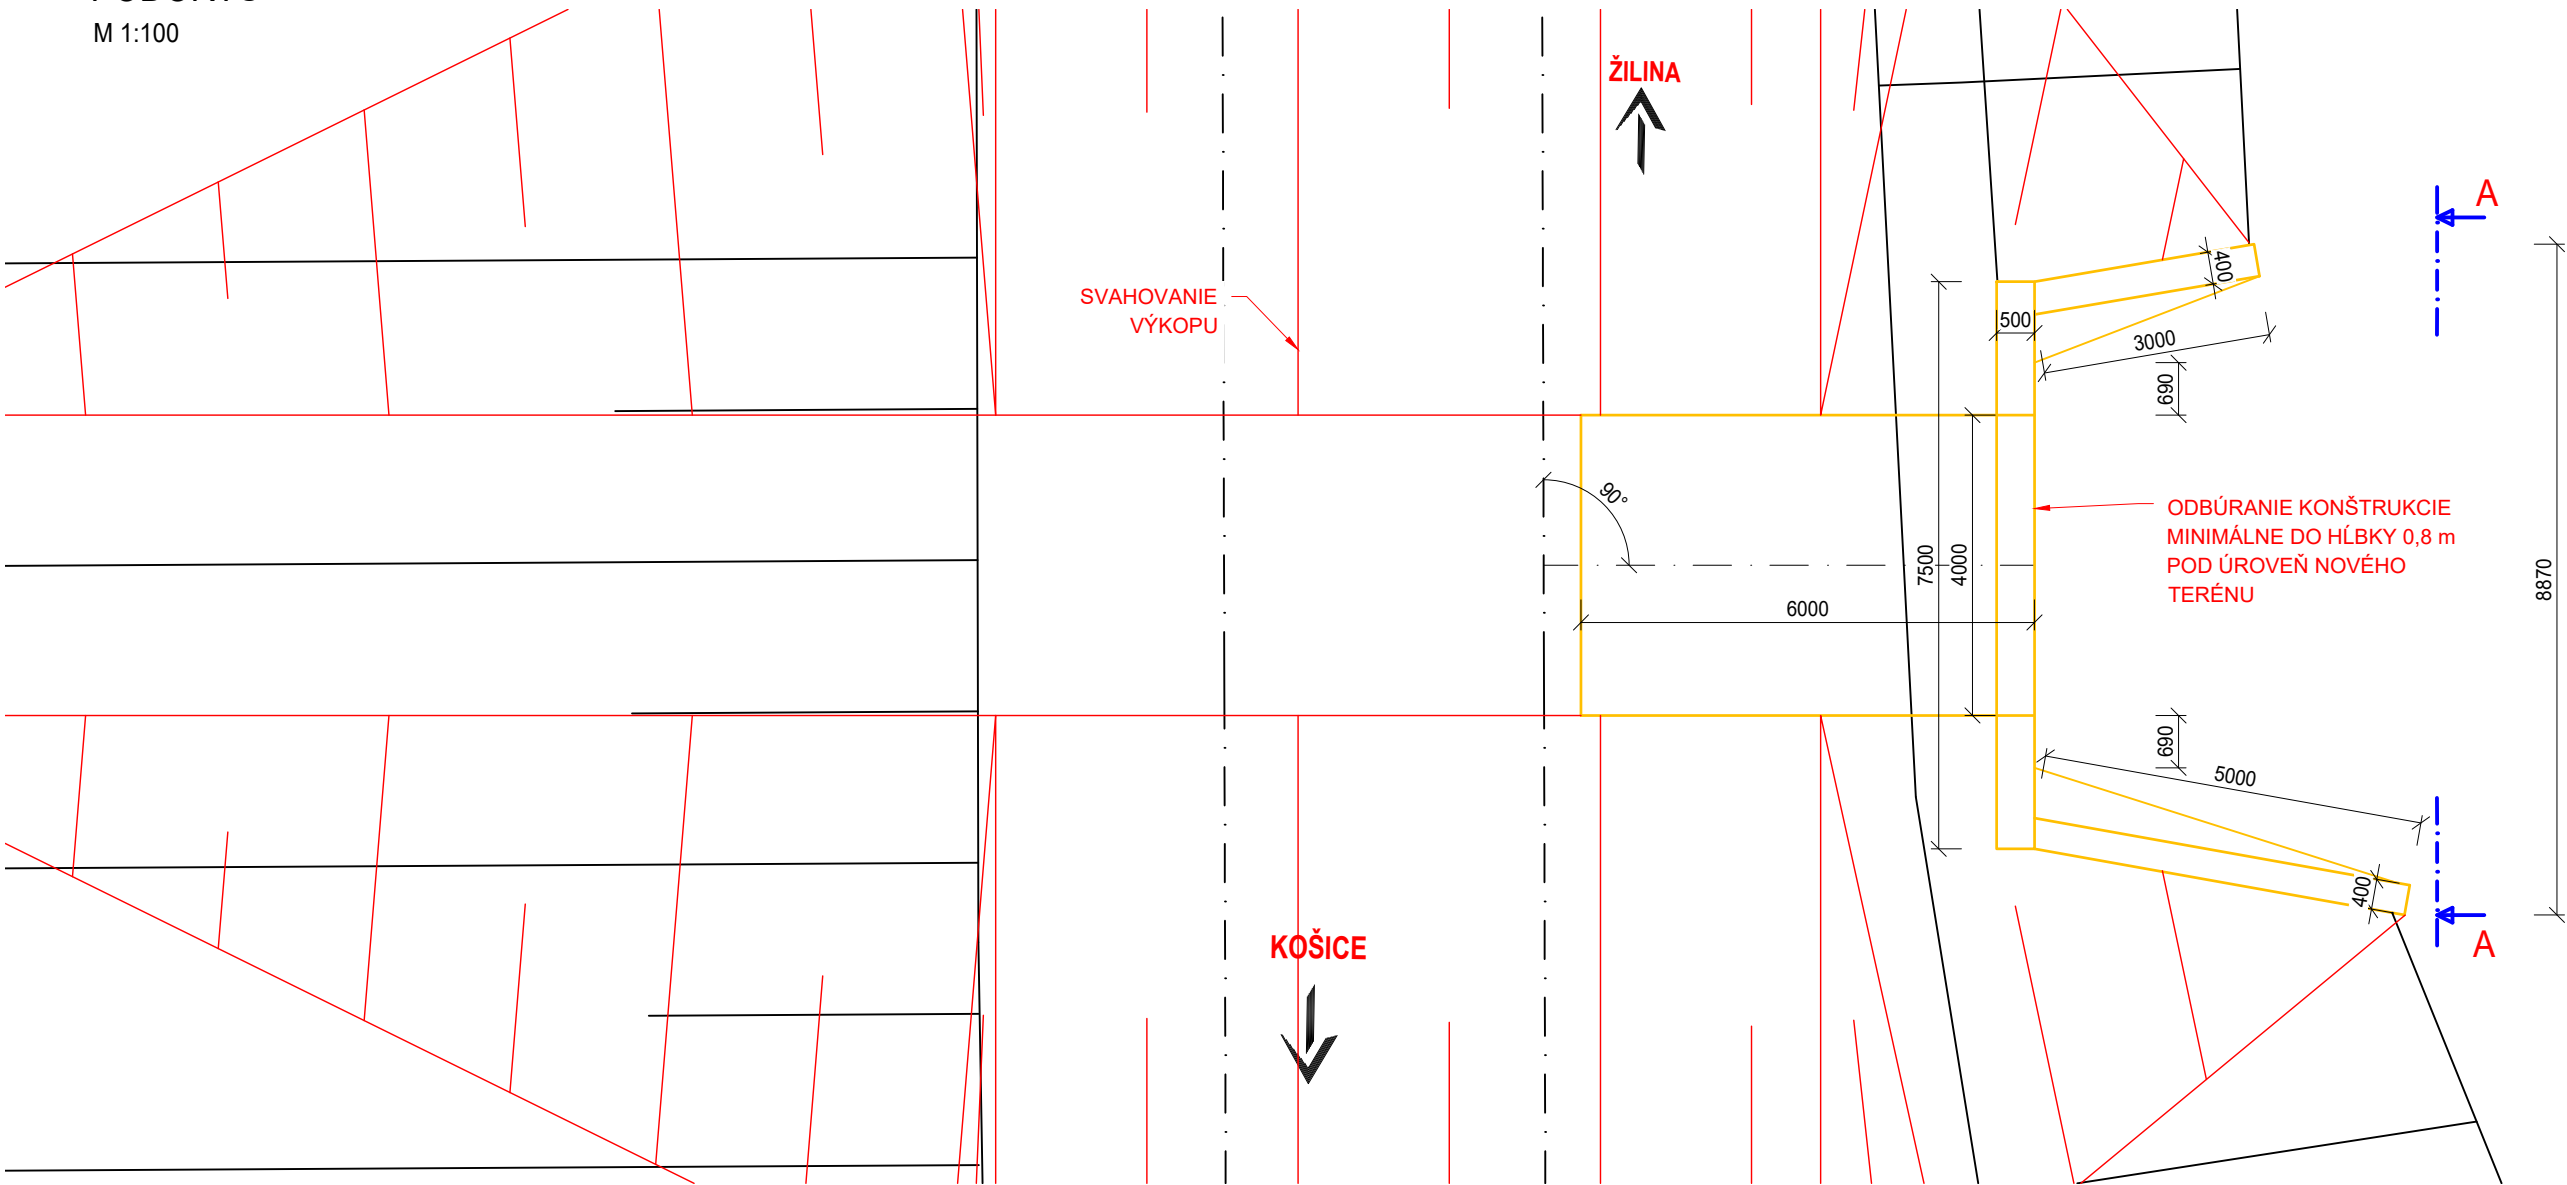 M 1:100
ŽILINA
A
SVAHOVANIE
VÝKOPU
400
500
3000
690
90°
ODBÚRANIE KONŠTRUKCIE
MINIMÁLNE DO HĹBKY 0,8 m
POD ÚROVEŇ NOVÉHO
TERÉNU
7500
4000
8870
6000
690
5000
400
KOŠICE
A